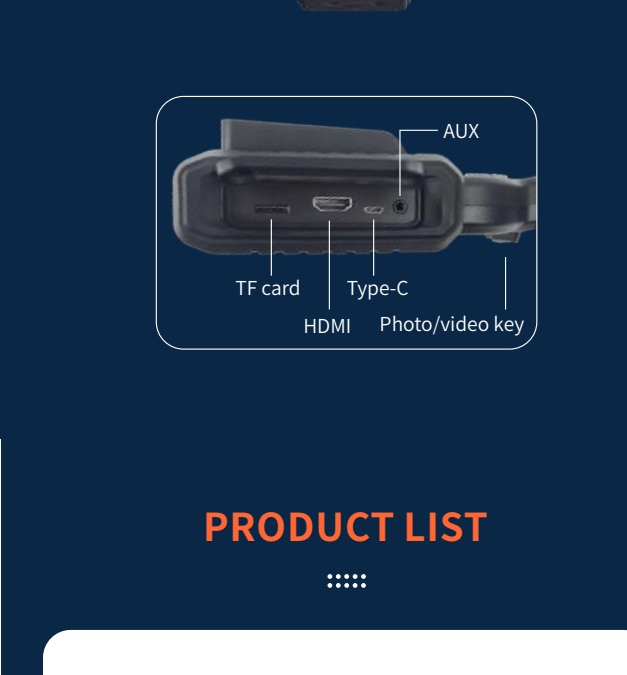 AUX
TF card
Type-C
HDMI
Photo/video key
PRODUCT LIST